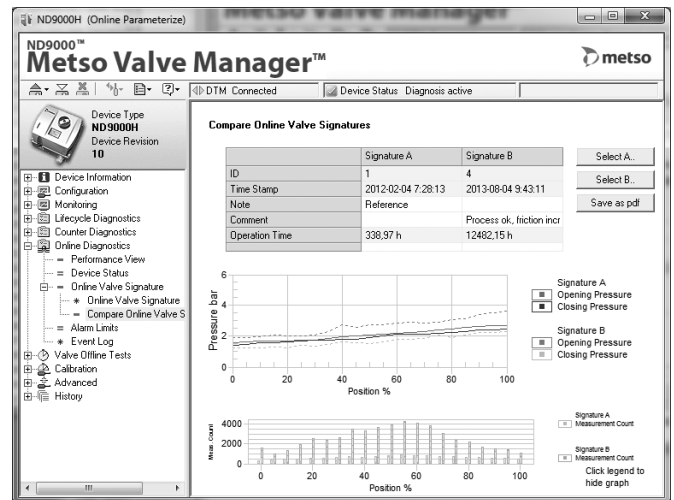 ND9000H (Online Parameterize)
ND9000™
Metso Valve Manager™
metso
DTM Connected
Device Status Diagnosis active
Device Type
ND9000H
Device Revision
10
Device Information
Configuration
Monitoring
Lifecycle Diagnostics
Counter Diagnostics
Online Diagnostics
Performance View
Device Status
Online Valve Signature
Online Valve Signature
Compare Online Valve S
Alarm Limits
Event Log
Valve Offline Tests
Calibration
Advanced
History
Compare Online Valve Signatures
Signature A Signature B
ID 1 4
Time Stamp 2012-02-04 7:28:13 2013-08-04 9:43:11
Note Reference
Comment Process ok, friction incr
Operation Time 338,97 h 12482,15 h
Select A..
Select B..
Save as pdf
Pressure bar
6
4
2
0
0 20 40 60 80 100
Position %
Signature A
Opening Pressure
Closing Pressure
Signature B
Opening Pressure
Closing Pressure
Meas. Count
4000
2000
0
0 20 40 60 80 100
Position %
Signature A
Measurement Count
Signature B
Measurement Count
Click legend to
hide graph